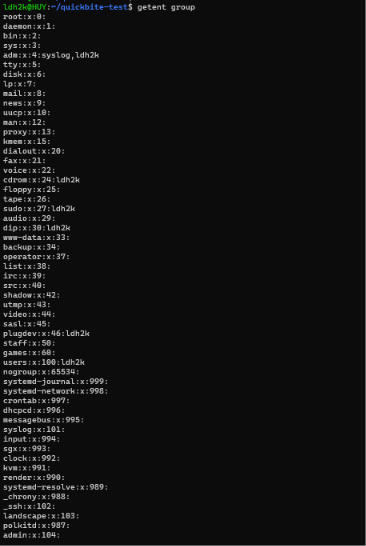 ldh2k@HUY:~/quickbite-test$ getent group
root:x:0:
daemon:x:1:
bin:x:2:
sys:x:3:
adm:x:4:syslog,ldh2k
tty:x:5:
disk:x:6:
lp:x:7:
mail:x:8:
news:x:9:
uucp:x:10:
man:x:12:
proxy:x:13:
kmem:x:15:
dialout:x:20:
fax:x:21:
voice:x:22:
cdrom:x:24:ldh2k
floppy:x:25:
tape:x:26:
sudo:x:27:ldh2k
audio:x:29:
dip:x:30:ldh2k
www-data:x:33:
backup:x:34:
operator:x:37:
list:x:38:
irc:x:39:
src:x:40:
shadow:x:42:
utmp:x:43:
video:x:44:
sasl:x:45:
plugdev:x:46:ldh2k
staff:x:50:
games:x:60:
users:x:100:ldh2k
nogroup:x:65534:
systemd-journal:x:999:
systemd-network:x:998:
crontab:x:997:
dhcpcd:x:996:
messagebus:x:995:
syslog:x:101:
input:x:994:
sgx:x:993:
clock:x:992:
kvm:x:991:
render:x:990:
systemd-resolve:x:989:
_chrony:x:988:
_ssh:x:102:
landscape:x:103:
polkitd:x:987:
admin:x:104: